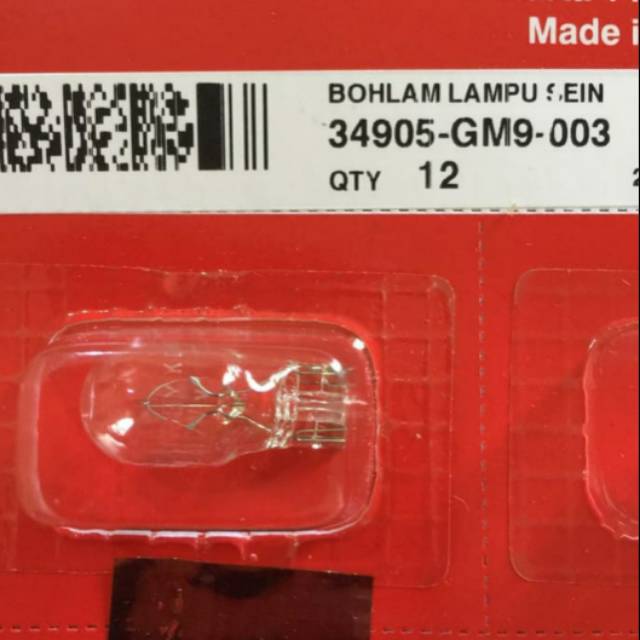 Made i
BOHLAM LAMPU SEIN
34905-GM9-003
QTY 12